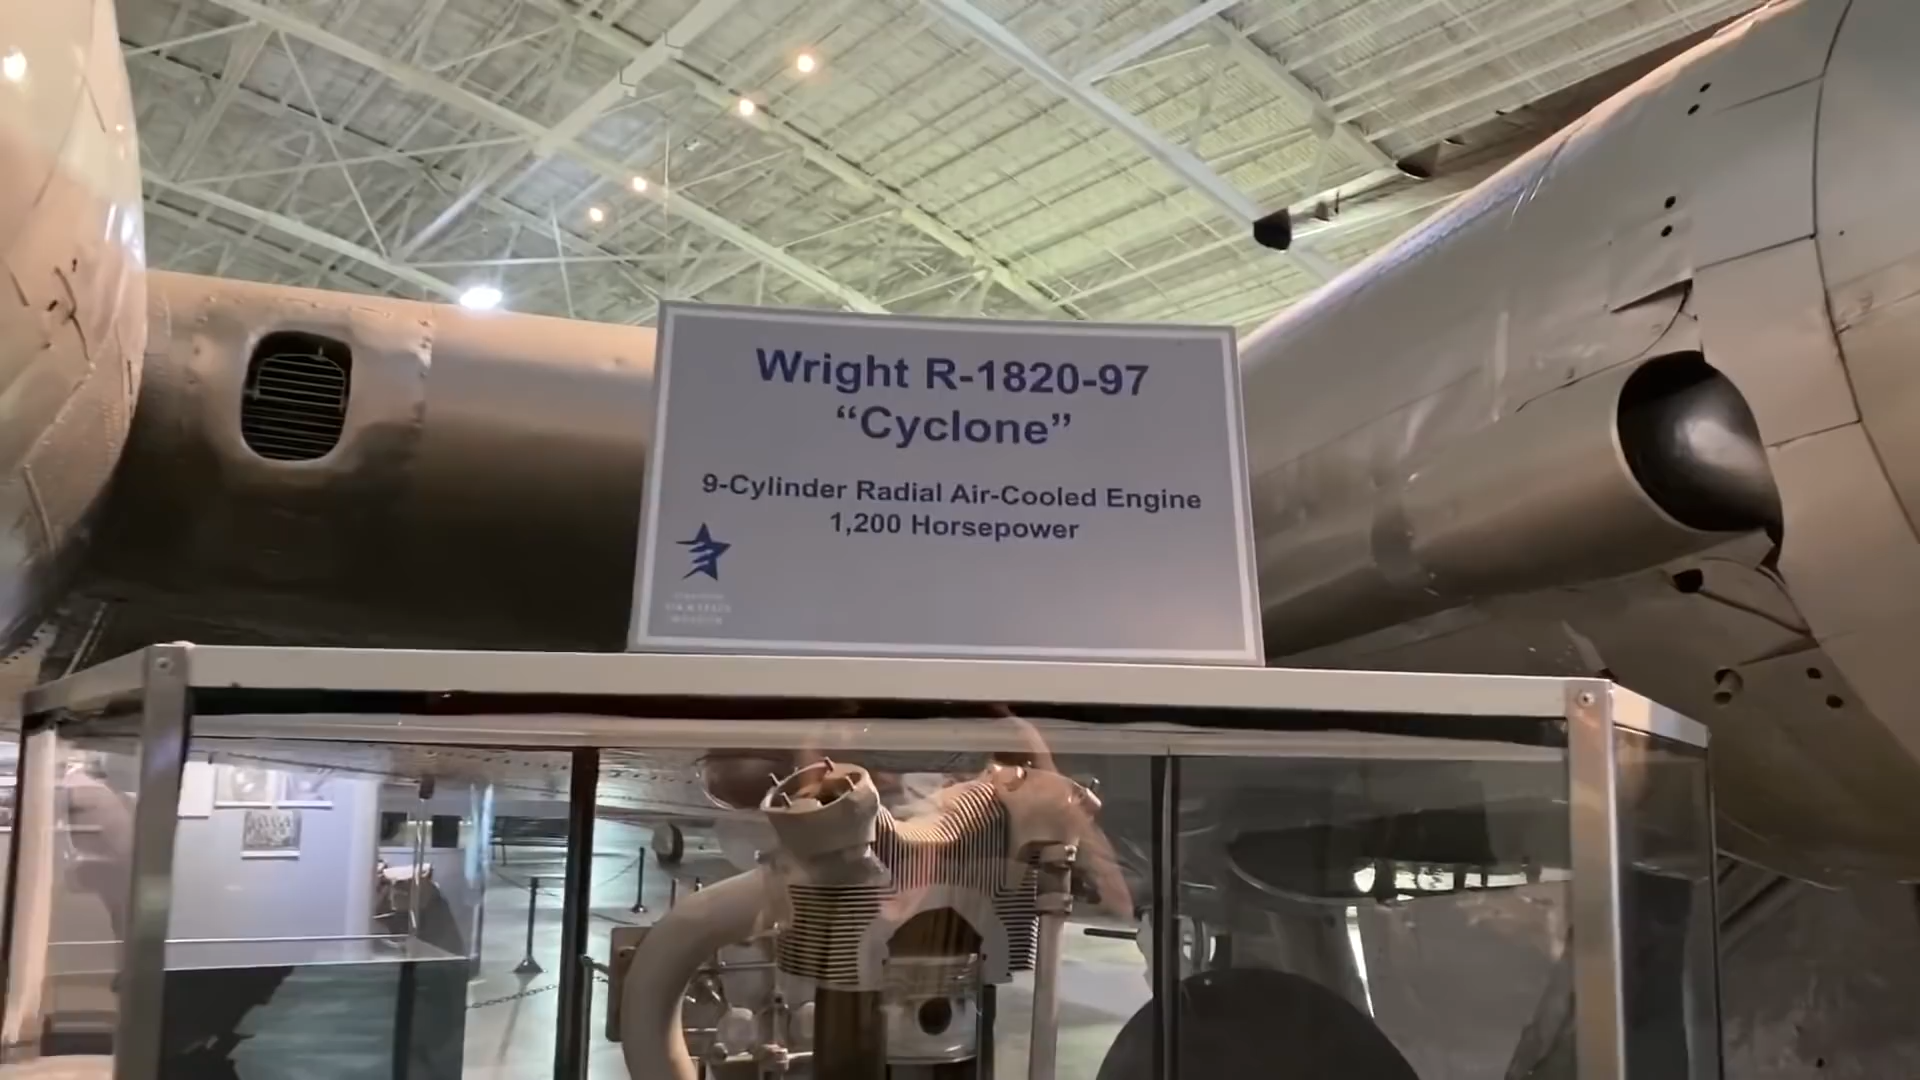 Wright R-1820-97
“Cyclone”
9-Cylinder Radial Air-Cooled Engine
1,200 Horsepower